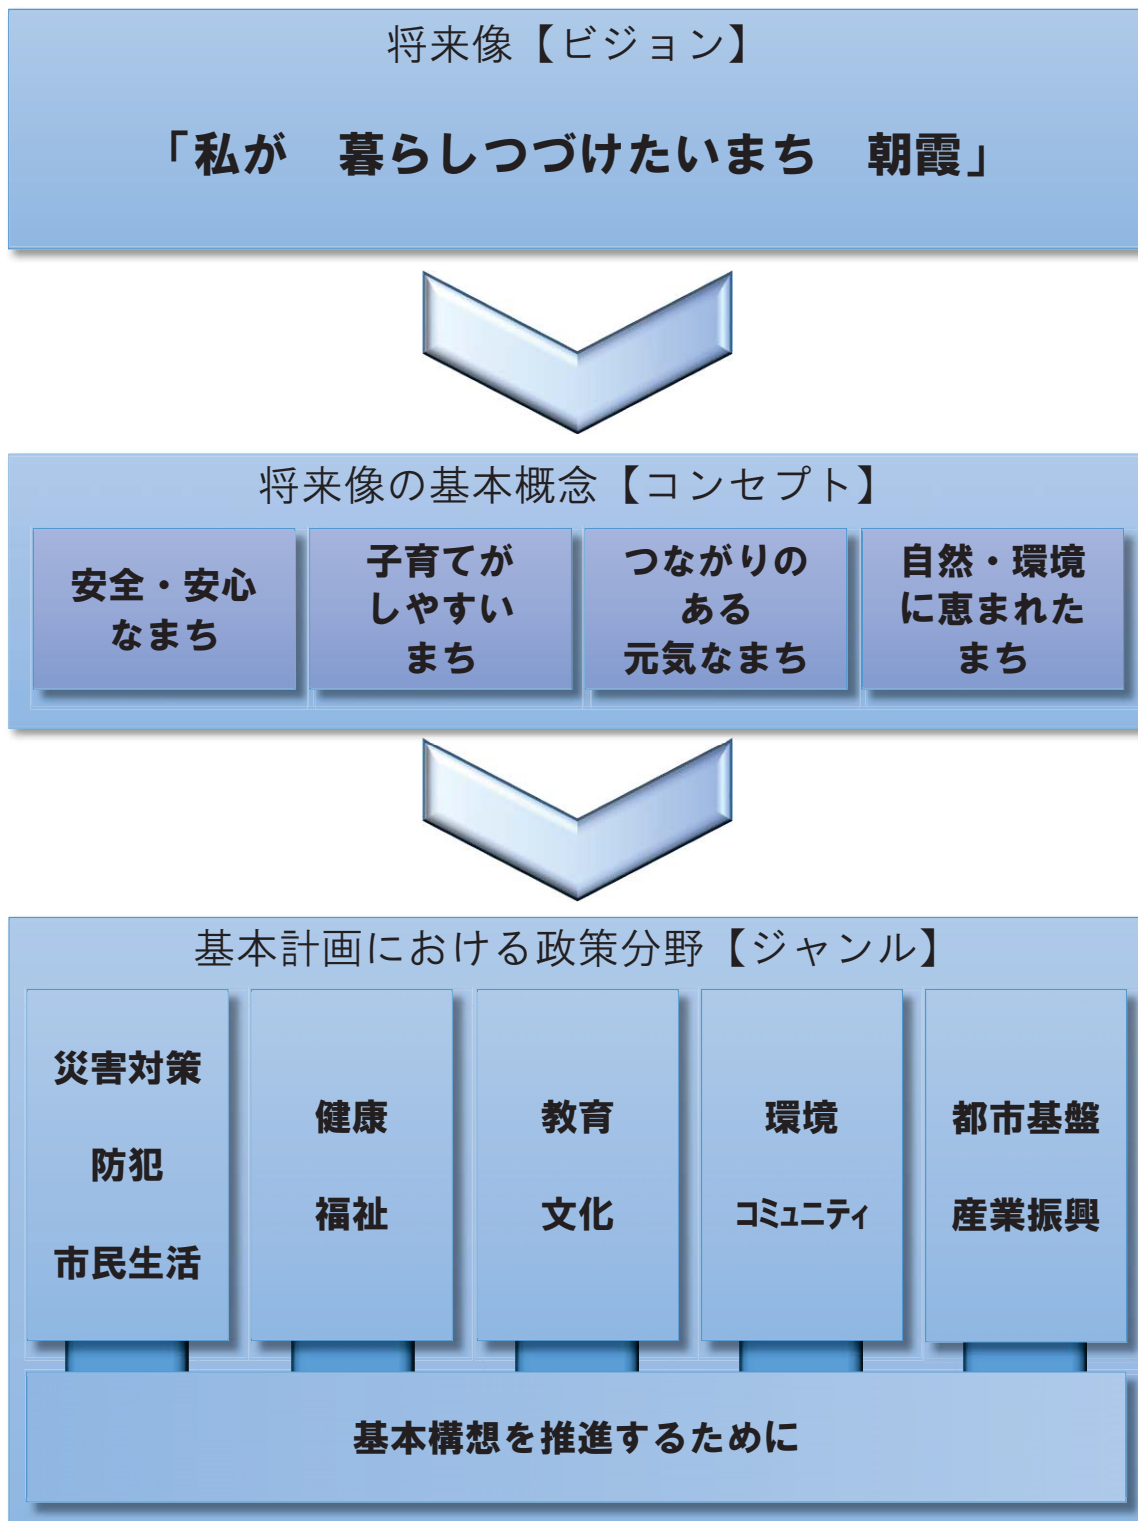 将来像【ビジョン】
「私が　暮らしつづけたいまち　朝霞」
将来像の基本概念【コンセプト】
安全・安心
なまち
子育てが
しやすい
まち
つながりの
ある
元気なまち
自然・環境
に恵まれた
まち
基本計画における政策分野【ジャンル】
災害対策
防犯
市民生活
健康
福祉
教育
文化
環境
コミュニティ
都市基盤
産業振興
基本構想を推進するために